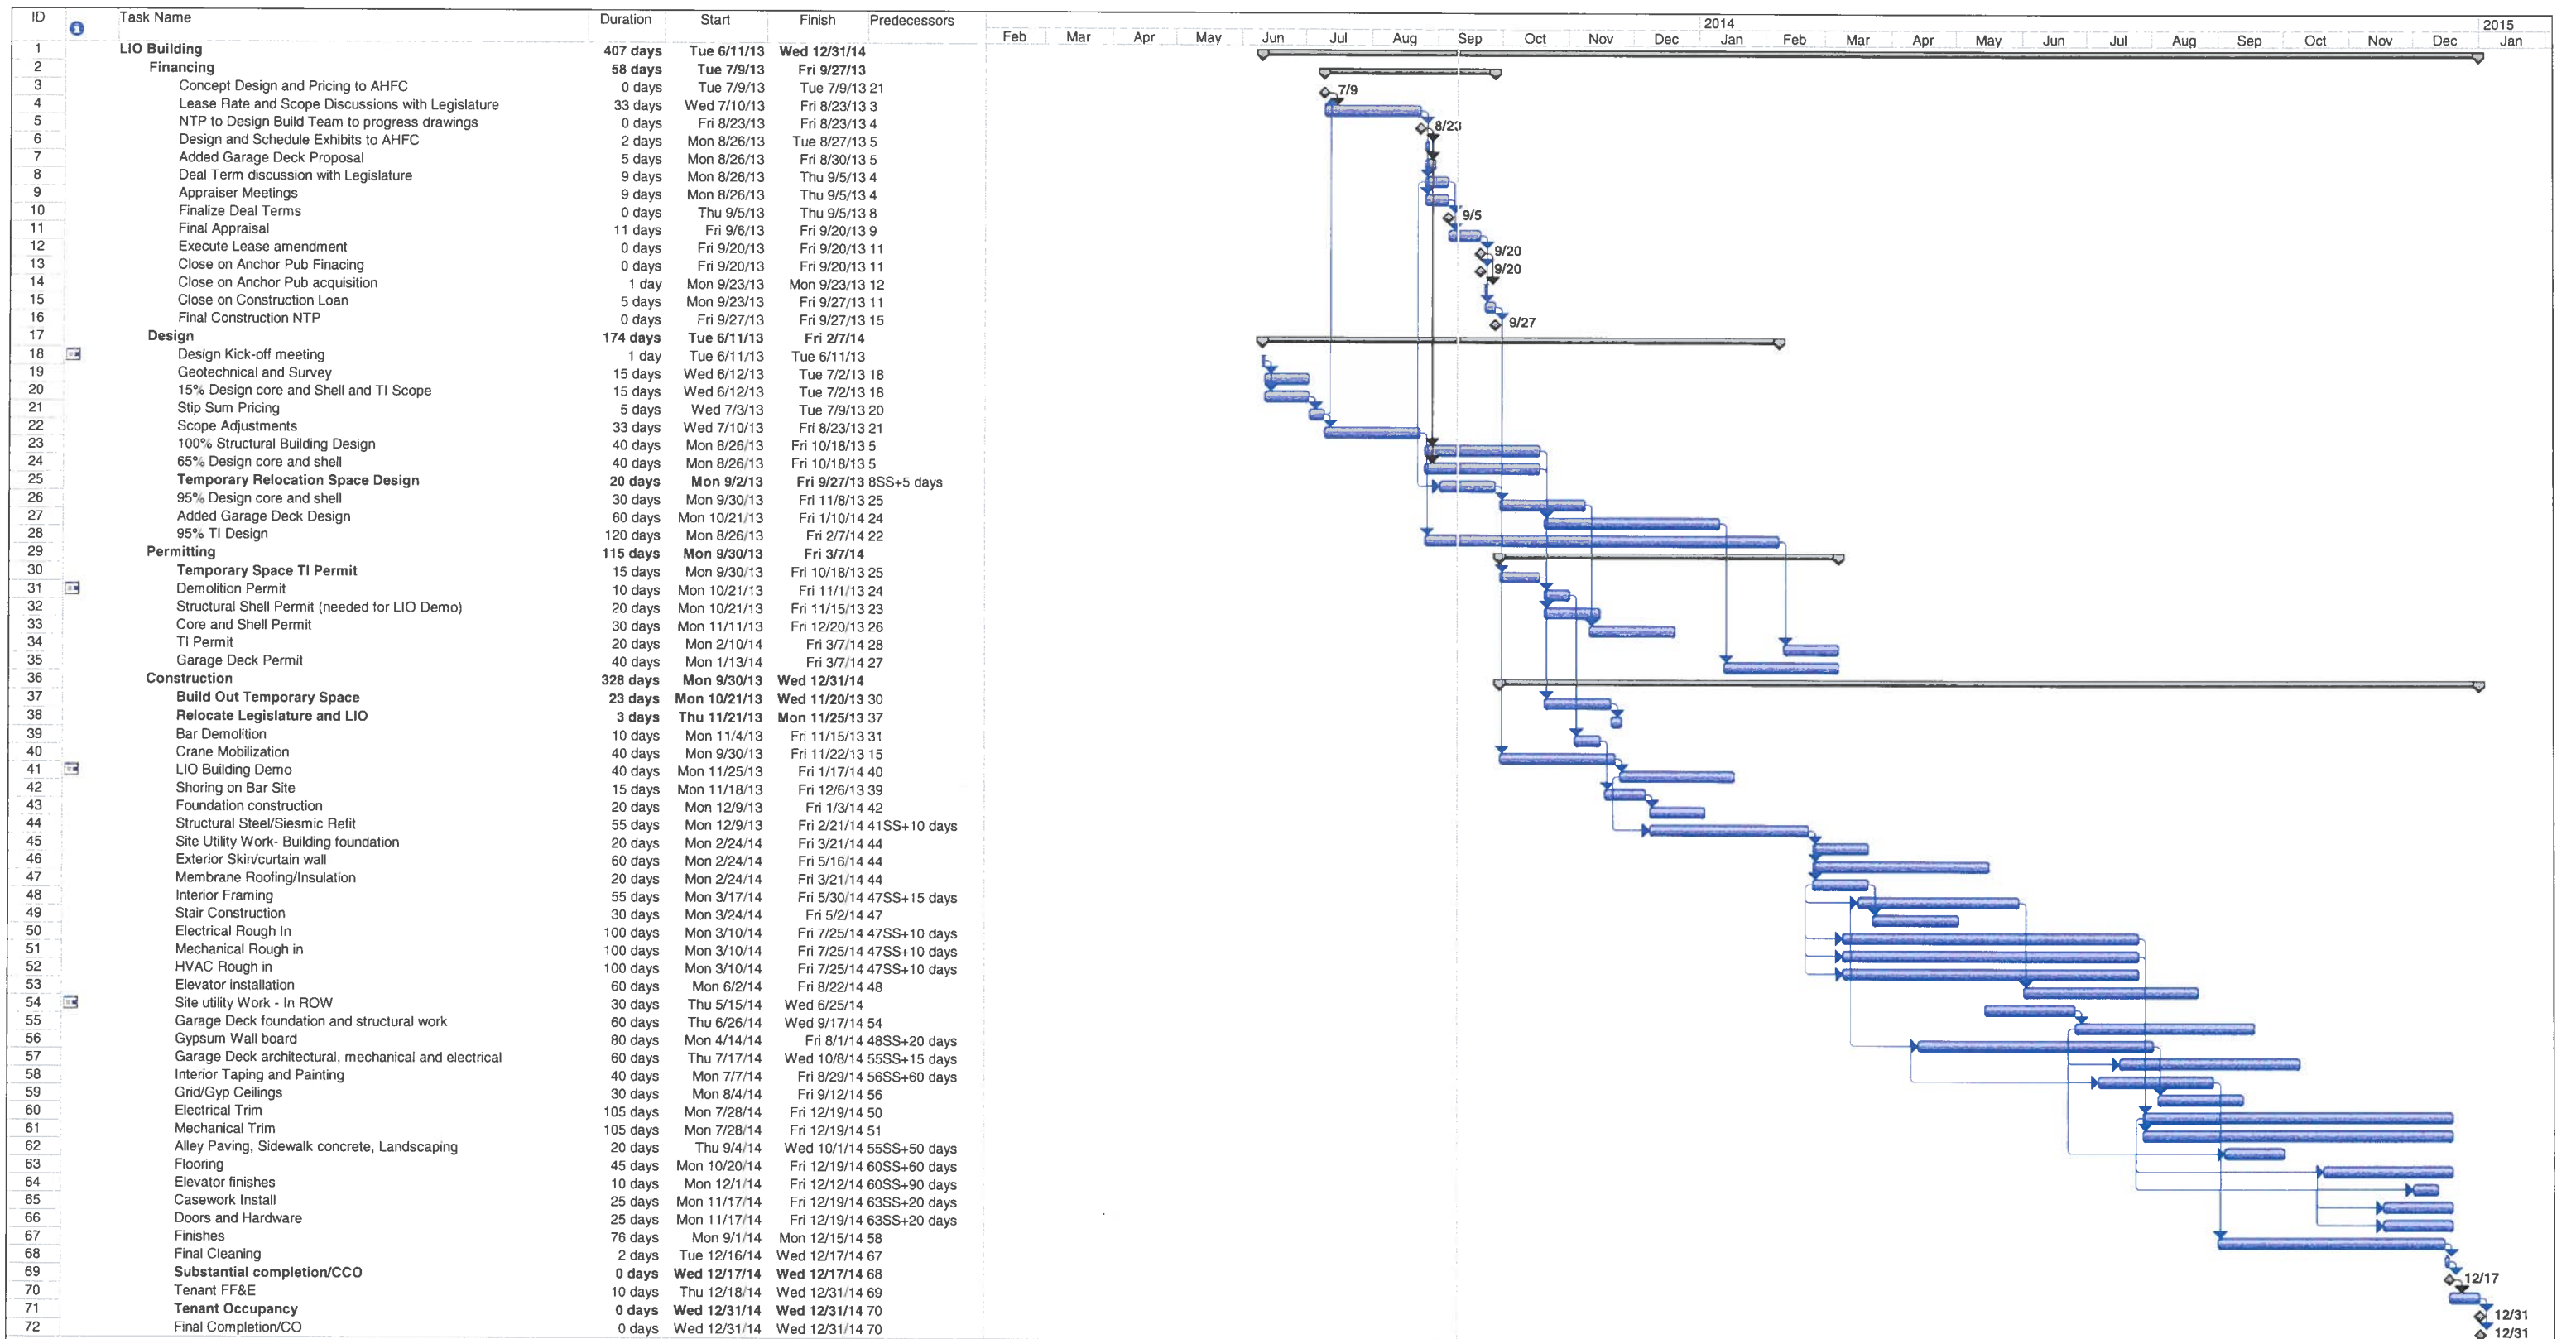 ID Task Name Duration Start Finish Predecessors 2014 2015
Feb Mar Apr May Jun Jul Aug Sep Oct Nov Dec Jan Feb Mar Apr May Jun Jul Aug Sep Oct Nov Dec Jan
1 LIO Building 407 days Tue 6/11/13 Wed 12/31/14
2 Financing 58 days Tue 7/9/13 Fri 9/27/13
3 Concept Design and Pricing to AHFC 0 days Tue 7/9/13 Tue 7/9/13 21 7/9
4 Lease Rate and Scope Discussions with Legislature 33 days Wed 7/10/13 Fri 8/23/13 3
5 NTP to Design Build Team to progress drawings 0 days Fri 8/23/13 Fri 8/23/13 4 8/23
6 Design and Schedule Exhibits to AHFC 2 days Mon 8/26/13 Tue 8/27/13 5
7 Added Garage Deck Proposal 5 days Mon 8/26/13 Fri 8/30/13 5
8 Deal Term discussion with Legislature 9 days Mon 8/26/13 Thu 9/5/13 4
9 Appraiser Meetings 9 days Mon 8/26/13 Thu 9/5/13 4
10 Finalize Deal Terms 0 days Thu 9/5/13 Thu 9/5/13 8 9/5
11 Final Appraisal 11 days Fri 9/6/13 Fri 9/20/13 9
12 Execute Lease amendment 0 days Fri 9/20/13 Fri 9/20/13 11 9/20
13 Close on Anchor Pub Finacing 0 days Fri 9/20/13 Fri 9/20/13 11 9/20
14 Close on Anchor Pub acquisition 1 day Mon 9/23/13 Mon 9/23/13 12
15 Close on Construction Loan 5 days Mon 9/23/13 Fri 9/27/13 11
16 Final Construction NTP 0 days Fri 9/27/13 Fri 9/27/13 15 9/27
17 Design 174 days Tue 6/11/13 Fri 2/7/14
18 Design Kick-off meeting 1 day Tue 6/11/13 Tue 6/11/13
19 Geotechnical and Survey 15 days Wed 6/12/13 Tue 7/2/13 18
20 15% Design core and Shell and TI Scope 15 days Wed 6/12/13 Tue 7/2/13 18
21 Stip Sum Pricing 5 days Wed 7/3/13 Tue 7/9/13 20
22 Scope Adjustments 33 days Wed 7/10/13 Fri 8/23/13 21
23 100% Structural Building Design 40 days Mon 8/26/13 Fri 10/18/13 5
24 65% Design core and shell 40 days Mon 8/26/13 Fri 10/18/13 5
25 Temporary Relocation Space Design 20 days Mon 9/2/13 Fri 9/27/13 8SS+5 days
26 95% Design core and shell 30 days Mon 9/30/13 Fri 11/8/13 25
27 Added Garage Deck Design 60 days Mon 10/21/13 Fri 1/10/14 24
28 95% TI Design 120 days Mon 8/26/13 Fri 2/7/14 22
29 Permitting 115 days Mon 9/30/13 Fri 3/7/14
30 Temporary Space TI Permit 15 days Mon 9/30/13 Fri 10/18/13 25
31 Demolition Permit 10 days Mon 10/21/13 Fri 11/1/13 24
32 Structural Shell Permit (needed for LIO Demo) 20 days Mon 10/21/13 Fri 11/15/13 23
33 Core and Shell Permit 30 days Mon 11/11/13 Fri 12/20/13 26
34 TI Permit 20 days Mon 2/10/14 Fri 3/7/14 28
35 Garage Deck Permit 40 days Mon 1/13/14 Fri 3/7/14 27
36 Construction 328 days Mon 9/30/13 Wed 12/31/14
37 Build Out Temporary Space 23 days Mon 10/21/13 Wed 11/20/13 30
38 Relocate Legislature and LIO 3 days Thu 11/21/13 Mon 11/25/13 37
39 Bar Demolition 10 days Mon 11/4/13 Fri 11/15/13 31
40 Crane Mobilization 40 days Mon 9/30/13 Fri 11/22/13 15
41 LIO Building Demo 40 days Mon 11/25/13 Fri 1/17/14 40
42 Shoring on Bar Site 15 days Mon 11/18/13 Fri 12/6/13 39
43 Foundation construction 20 days Mon 12/9/13 Fri 1/3/14 42
44 Structural Steel/Siesmic Refit 55 days Mon 12/9/13 Fri 2/21/14 41SS+10 days
45 Site Utility Work- Building foundation 20 days Mon 2/24/14 Fri 3/21/14 44
46 Exterior Skin/curtain wall 60 days Mon 2/24/14 Fri 5/16/14 44
47 Membrane Roofing/Insulation 20 days Mon 2/24/14 Fri 3/21/14 44
48 Interior Framing 55 days Mon 3/17/14 Fri 5/30/14 47SS+15 days
49 Stair Construction 30 days Mon 3/24/14 Fri 5/2/14 47
50 Electrical Rough In 100 days Mon 3/10/14 Fri 7/25/14 47SS+10 days
51 Mechanical Rough in 100 days Mon 3/10/14 Fri 7/25/14 47SS+10 days
52 HVAC Rough in 100 days Mon 3/10/14 Fri 7/25/14 47SS+10 days
53 Elevator installation 60 days Mon 6/2/14 Fri 8/22/14 48
54 Site utility Work - In ROW 30 days Thu 5/15/14 Wed 6/25/14
55 Garage Deck foundation and structural work 60 days Thu 6/26/14 Wed 9/17/14 54
56 Gypsum Wall board 80 days Mon 4/14/14 Fri 8/1/14 48SS+20 days
57 Garage Deck architectural, mechanical and electrical 60 days Thu 7/17/14 Wed 10/8/14 55SS+15 days
58 Interior Taping and Painting 40 days Mon 7/7/14 Fri 8/29/14 56SS+60 days
59 Grid/Gyp Ceilings 30 days Mon 8/4/14 Fri 9/12/14 56
60 Electrical Trim 105 days Mon 7/28/14 Fri 12/19/14 50
61 Mechanical Trim 105 days Mon 7/28/14 Fri 12/19/14 51
62 Alley Paving, Sidewalk concrete, Landscaping 20 days Thu 9/4/14 Wed 10/1/14 55SS+50 days
63 Flooring 45 days Mon 10/20/14 Fri 12/19/14 60SS+60 days
64 Elevator finishes 10 days Mon 12/1/14 Fri 12/12/14 60SS+90 days
65 Casework Install 25 days Mon 11/17/14 Fri 12/19/14 63SS+20 days
66 Doors and Hardware 25 days Mon 11/17/14 Fri 12/19/14 63SS+20 days
67 Finishes 76 days Mon 9/1/14 Mon 12/15/14 58
68 Final Cleaning 2 days Tue 12/16/14 Wed 12/17/14 67
69 Substantial completion/CCO 0 days Wed 12/17/14 Wed 12/17/14 68 12/17
70 Tenant FF&E 10 days Thu 12/18/14 Wed 12/31/14 69
71 Tenant Occupancy 0 days Wed 12/31/14 Wed 12/31/14 70 12/31
72 Final Completion/CO 0 days Wed 12/31/14 Wed 12/31/14 70 12/31